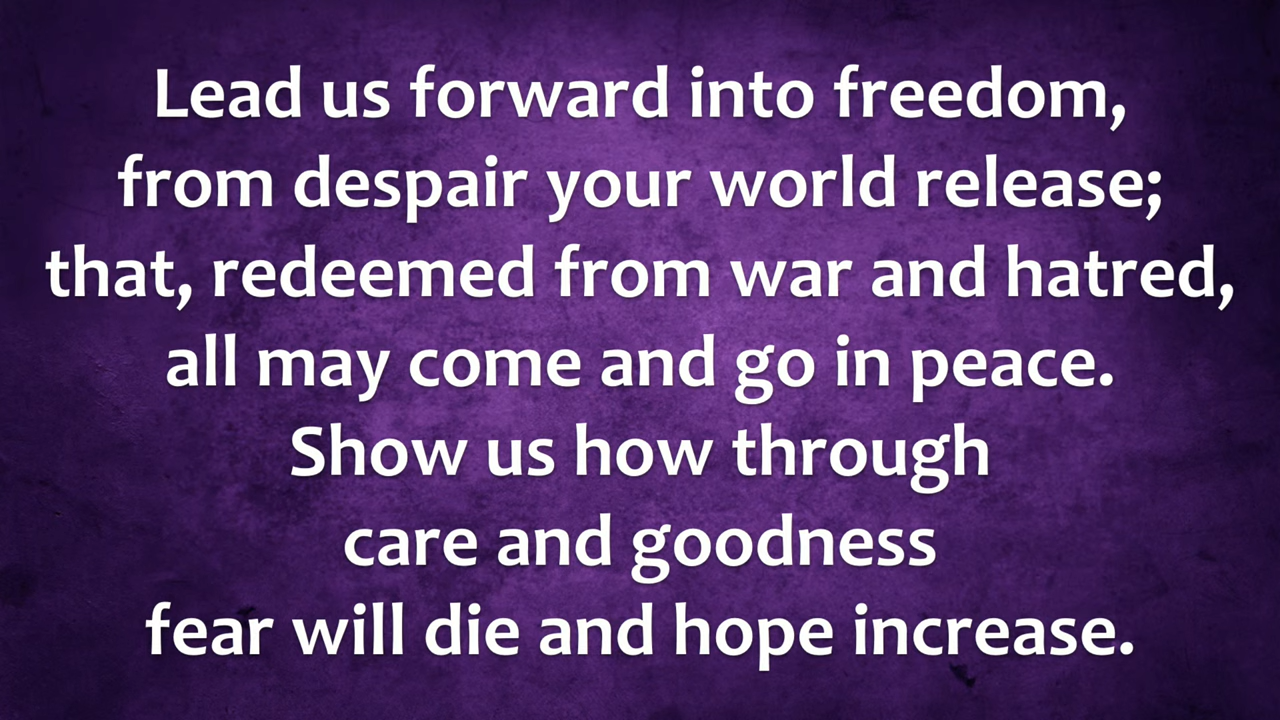 Lead us forward into freedom,
from despair your world release;
that, redeemed from war and hatred,
all may come and go in peace.
Show us how through
care and goodness
fear will die and hope increase.